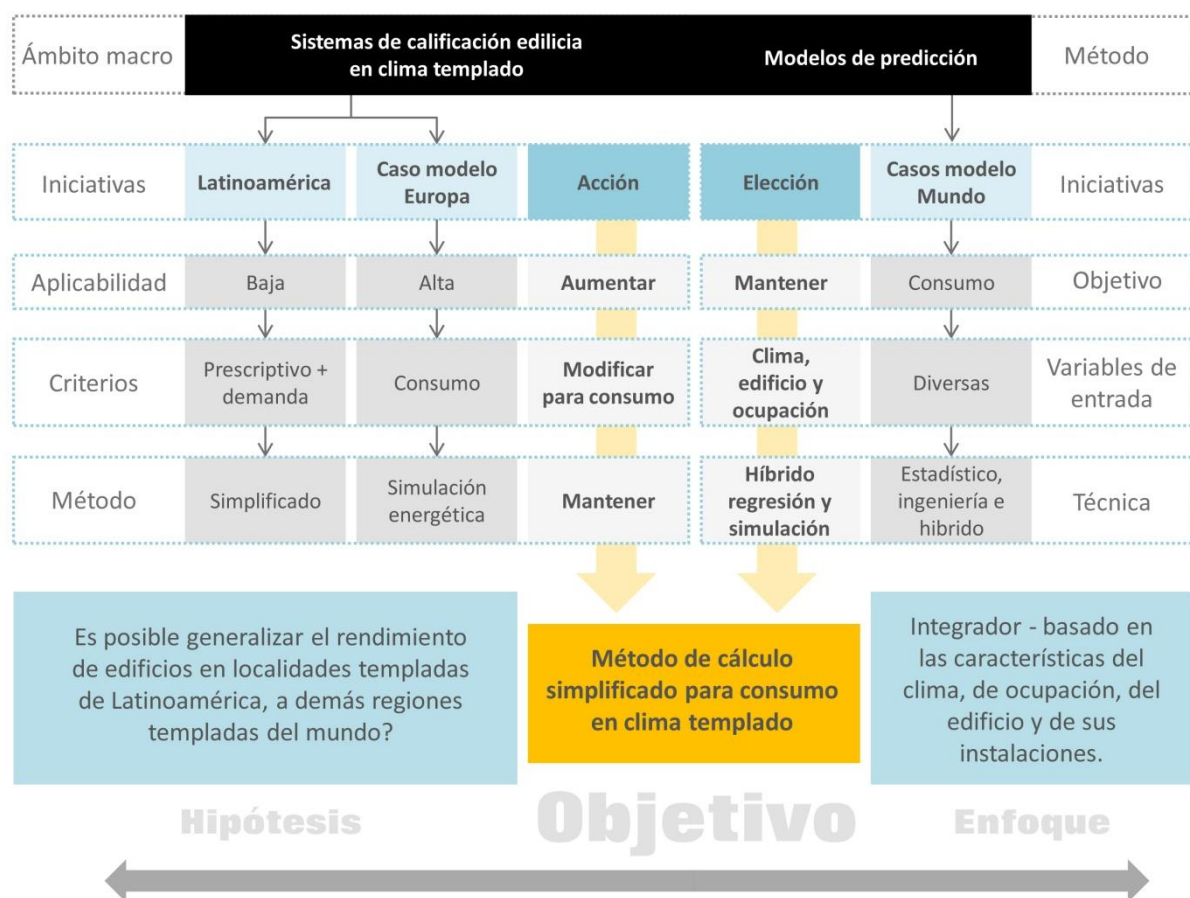 Ámbito macro
Sistemas de calificación edilicia
en clima templado
Modelos de predicción
Método
Iniciativas
Latinoamérica
Caso modelo
Europa
Acción
Elección
Casos modelo
Mundo
Iniciativas
Aplicabilidad
Baja
Alta
Aumentar
Mantener
Consumo
Objetivo
Criterios
Prescriptivo +
demanda
Consumo
Modificar
para consumo
Clima,
edificio y
ocupación
Diversas
Variables de
entrada
Método
Simplificado
Simulación
energética
Mantener
Híbrido
regresión y
simulación
Estadístico,
ingeniería e
hibrido
Técnica
Es posible generalizar el rendimiento
de edificios en localidades templadas
de Latinoamérica, a demás regiones
templadas del mundo?
Método de cálculo
simplificado para consumo
en clima templado
Integrador - basado en
las características del
clima, de ocupación, del
edificio y de sus
instalaciones.
Hipótesis
Objetivo
Enfoque